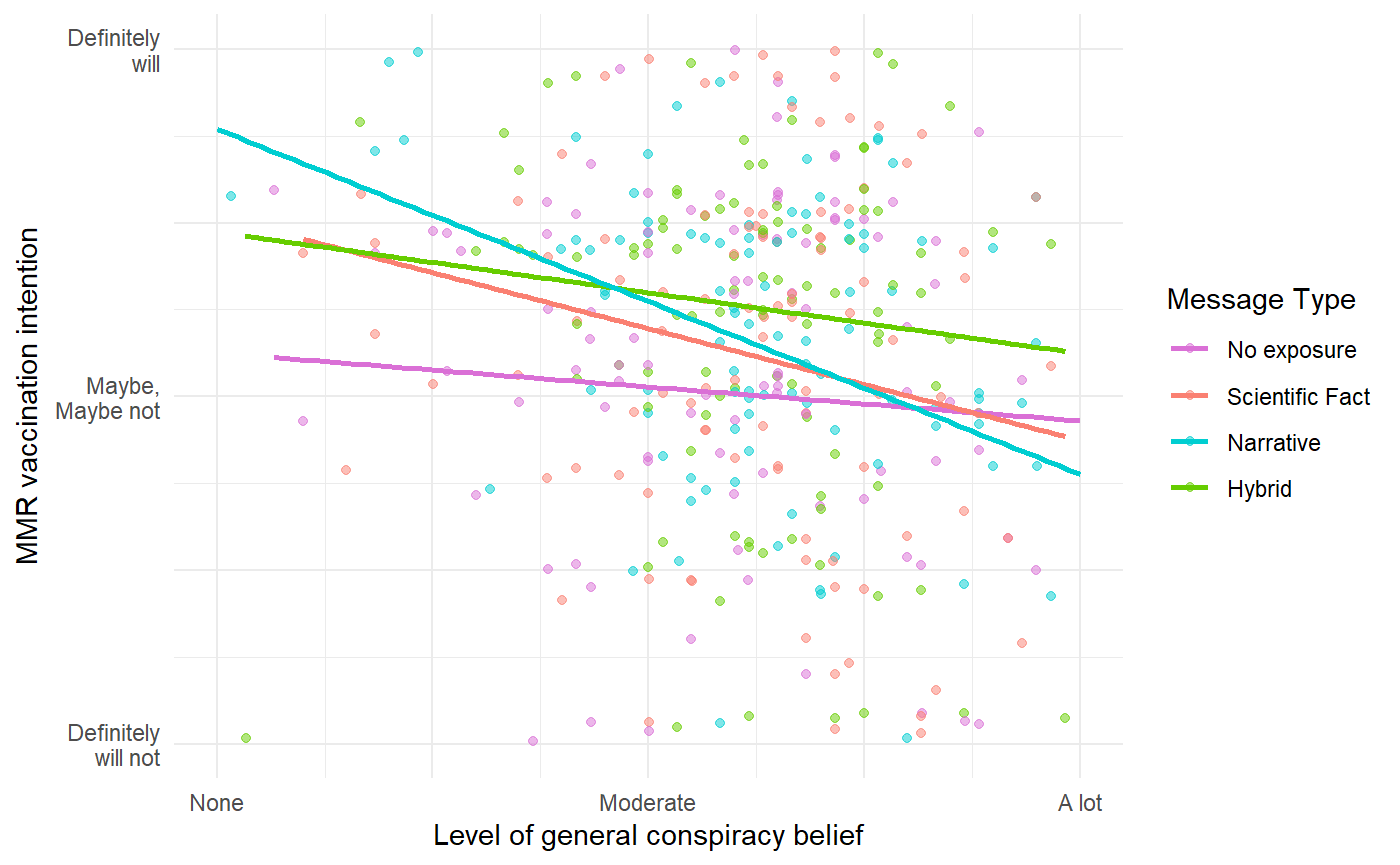 Definitely
will
Maybe,
Maybe not
Definitely
will not
MMR vaccination intention
None
Moderate
A lot
Level of general conspiracy belief
Message Type
No exposure
Scientific Fact
Narrative
Hybrid